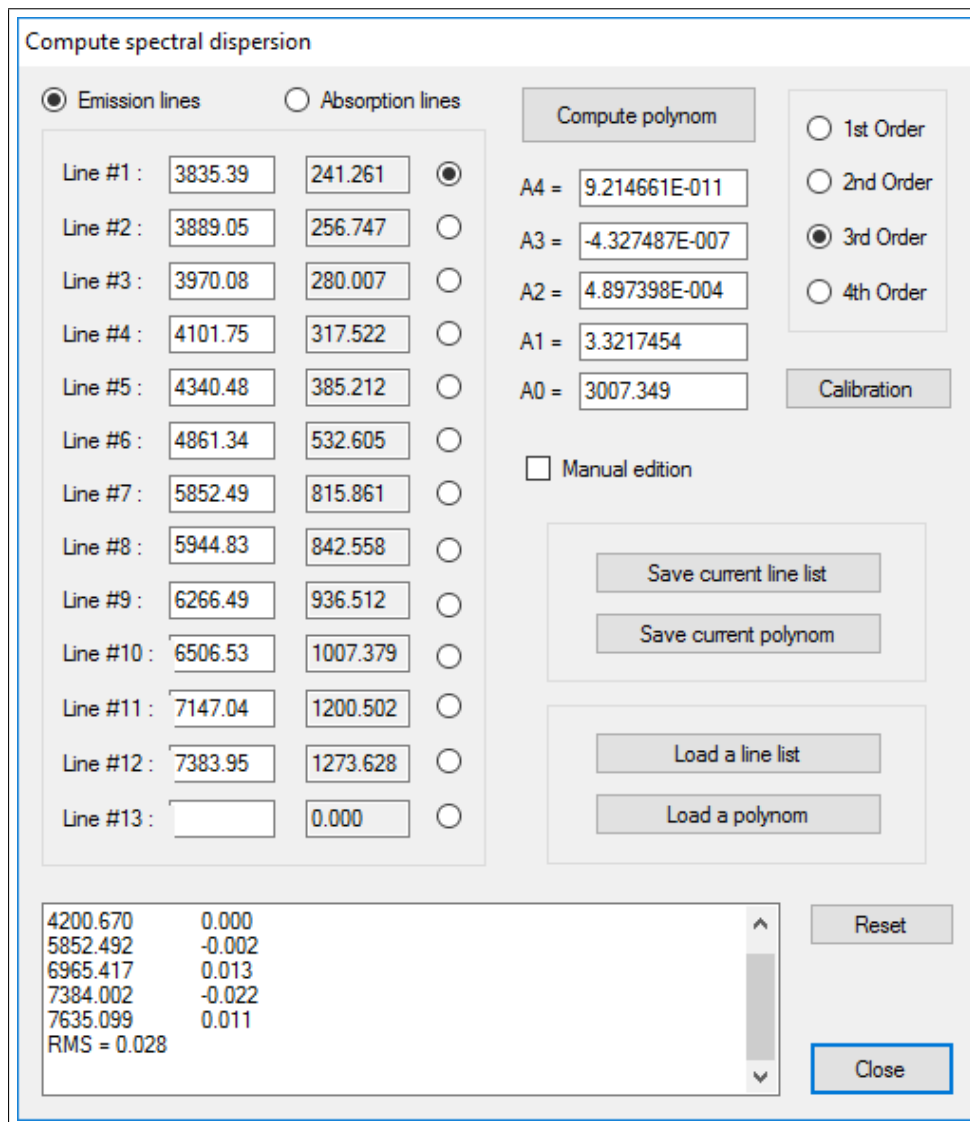 Compute spectral dispersion
Emission lines Absorption lines
Line #1 : 3835.39 241.261
Line #2 : 3889.05 256.747
Line #3 : 3970.08 280.007
Line #4 : 4101.75 317.522
Line #5 : 4340.48 385.212
Line #6 : 4861.34 532.605
Line #7 : 5852.49 815.861
Line #8 : 5944.83 842.558
Line #9 : 6266.49 936.512
Line #10 : 6506.53 1007.379
Line #11 : 7147.04 1200.502
Line #12 : 7383.95 1273.628
Line #13 : 0.000
Compute polynom
A4 = 9.214661E-011
A3 = -4.327487E-007
A2 = 4.897398E-004
A1 = 3.3217454
A0 = 3007.349
1st Order
2nd Order
3rd Order
4th Order
Calibration
Manual edition
Save current line list
Save current polynom
Load a line list
Load a polynom
4200.670 0.000
5852.492 -0.002
6965.417 0.013
7384.002 -0.022
7635.099 0.011
RMS = 0.028
Reset
Close